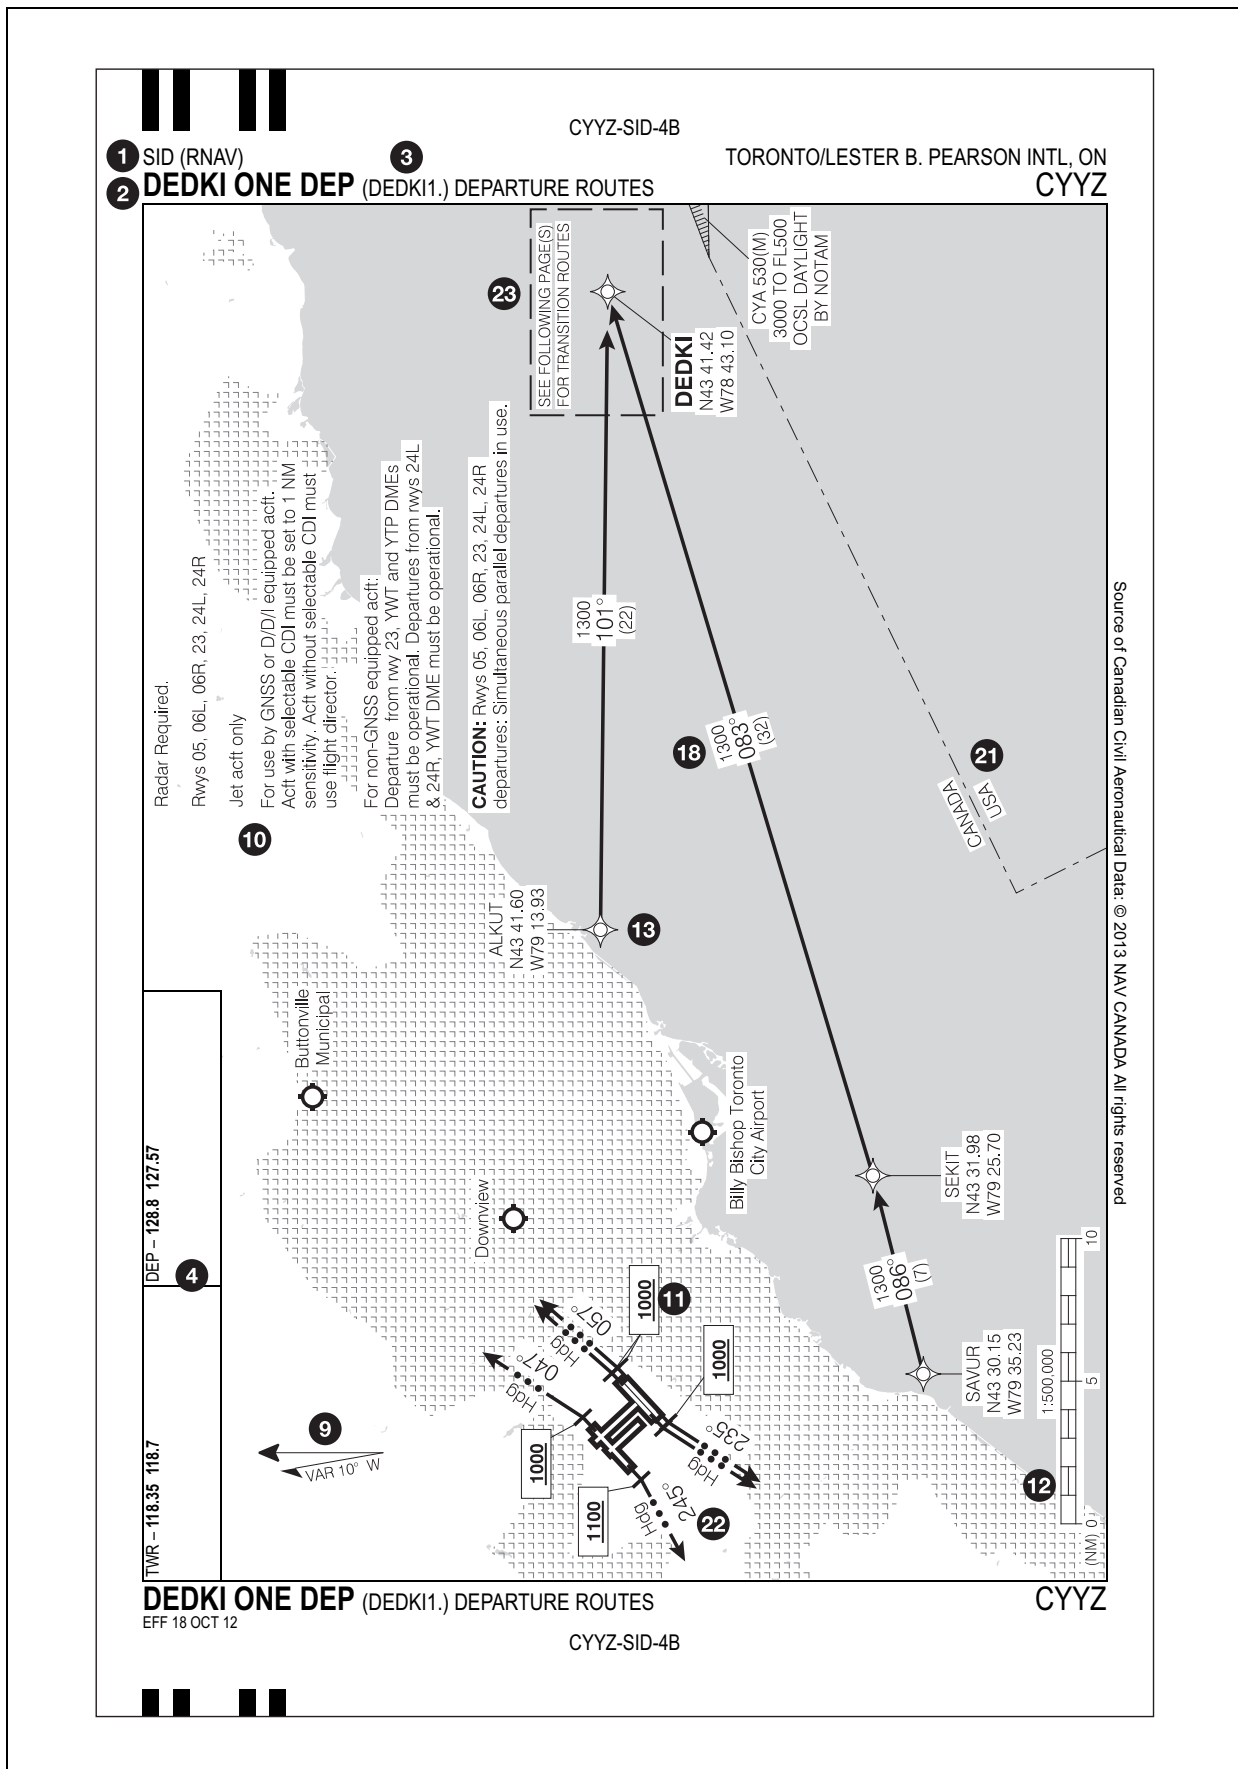 CYYZ-SID-4B
1 SID (RNAV) 3 TORONTO/LESTER B. PEARSON INTL, ON
2 DEDKI ONE DEP (DEDKI1.) DEPARTURE ROUTES CYYZ
TWR – 118.35 118.7
DEP – 128.8 127.57
4
Radar Required.
Rwys 05, 06L, 06R, 23, 24L, 24R
Jet acft only
For use by GNSS or D/D/I equipped acft.
Acft with selectable CDI must be set to 1 NM
sensitivity. Acft without selectable CDI must
use flight director.
For non-GNSS equipped acft:
Departure from rwy 23, YWT and YTP DMEs
must be operational. Departures from rwys 24L
& 24R, YWT DME must be operational.
CAUTION: Rwys 05, 06L, 06R, 23, 24L, 24R
departures: Simultaneous parallel departures in use.
10
SEE FOLLOWING PAGE(S)
FOR TRANSITION ROUTES
23
DEDKI
N43 41.42
W78 43.10
CYA 530(M)
3000 TO FL500
OCSL DAYLIGHT
BY NOTAM
1300
101°
(22)
1300
083°
(32)
18
21
CANADA
USA
ALKUT
N43 41.60
W79 13.93
13
Buttonville
Municipal
Downview
Billy Bishop Toronto
City Airport
SEKIT
N43 31.98
W79 25.70
1300
086°
(7)
SAVUR
N43 30.15
W79 35.23
9
VAR 10° W
Hdg 047°
Hdg 057°
1000
11
1000
1000
1100
Hdg 235°
Hdg 245°
22
12
1:500,000
(NM) 0 5 10
Source of Canadian Civil Aeronautical Data: © 2013 NAV CANADA All rights reserved
DEDKI ONE DEP (DEDKI1.) DEPARTURE ROUTES CYYZ
EFF 18 OCT 12
CYYZ-SID-4B